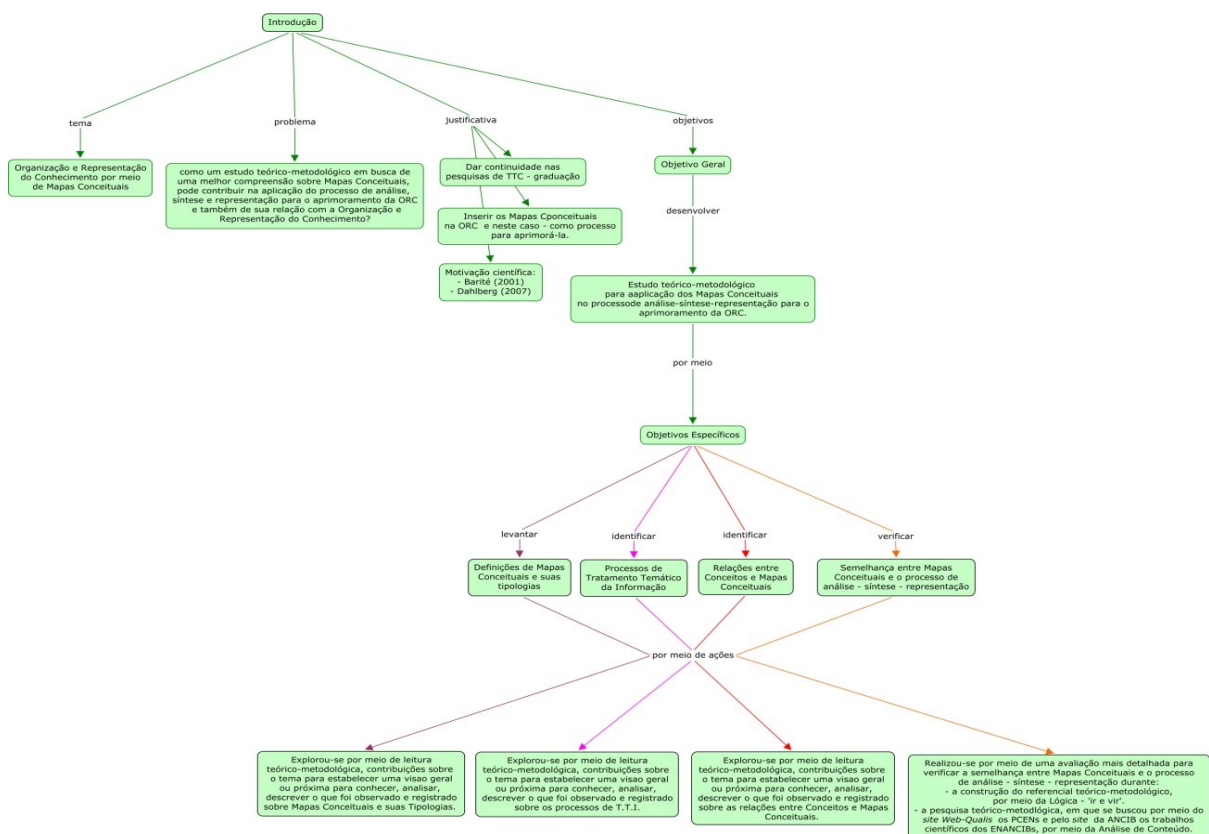 Introdução
tema
problema
justificativa
objetivos
Organização e Representação
do Conhecimento por meio
de Mapas Conceituais
como um estudo teórico-metodológico em busca de
uma melhor compreensão sobre Mapas Conceituais,
pode contribuir na aplicação do processo de análise,
síntese e representação para o aprimoramento da ORC
e também de sua relação com a Organização e
Representação do Conhecimento?
Dar continuidade nas
pesquisas de TTC - graduação
Inserir os Mapas Cponceituais
na ORC e neste caso - como processo
para aprimorá-la.
Motivação científica:
- Barité (2001)
- Dahlberg (2007)
Objetivo Geral
desenvolver
Estudo teórico-metodológico
para aaplicação dos Mapas Conceituais
no processode análise-síntese-representação para o
aprimoramento da ORC.
por meio
Objetivos Específicos
levantar
identificar
identificar
verificar
Definições de Mapas
Conceituais e suas
tipologias
Processos de
Tratamento Temático
da Informação
Relações entre
Conceitos e Mapas
Conceituais
Semelhança entre Mapas
Conceituais e o processo de
análise - síntese - representação
por meio de ações
Explorou-se por meio de leitura
teórico-metodológica, contribuições sobre
o tema para estabelecer uma visao geral
ou próxima para conhecer, analisar,
descrever o que foi observado e registrado
sobre Mapas Conceituais e suas Tipologias.
Explorou-se por meio de leitura
teórico-metodológica, contribuições sobre
o tema para estabelecer uma visao geral
ou próxima para conhecer, analisar,
descrever o que foi observado e registrado
sobre os processos de T.T.I.
Explorou-se por meio de leitura
teórico-metodológica, contribuições sobre
o tema para estabelecer uma visao geral
ou próxima para conhecer, analisar,
descrever o que foi observado e registrado
sobre as relações entre Conceitos e Mapas
Conceituais.
Realizou-se por meio de uma avaliação mais detalhada para
verificar a semelhança entre Mapas Conceituais e o processo
de análise - síntese - representação durante:
- a construção do referencial teórico-metodológico,
por meio da Lógica - 'ir e vir'.
- a pesquisa teórico-metodlógica, em que se buscou por meio do
site Web-Qualis os PCENs e pelo site da ANCIB os trabalhos
científicos dos ENANCIBs, por meio da Análise de Conteúdo.